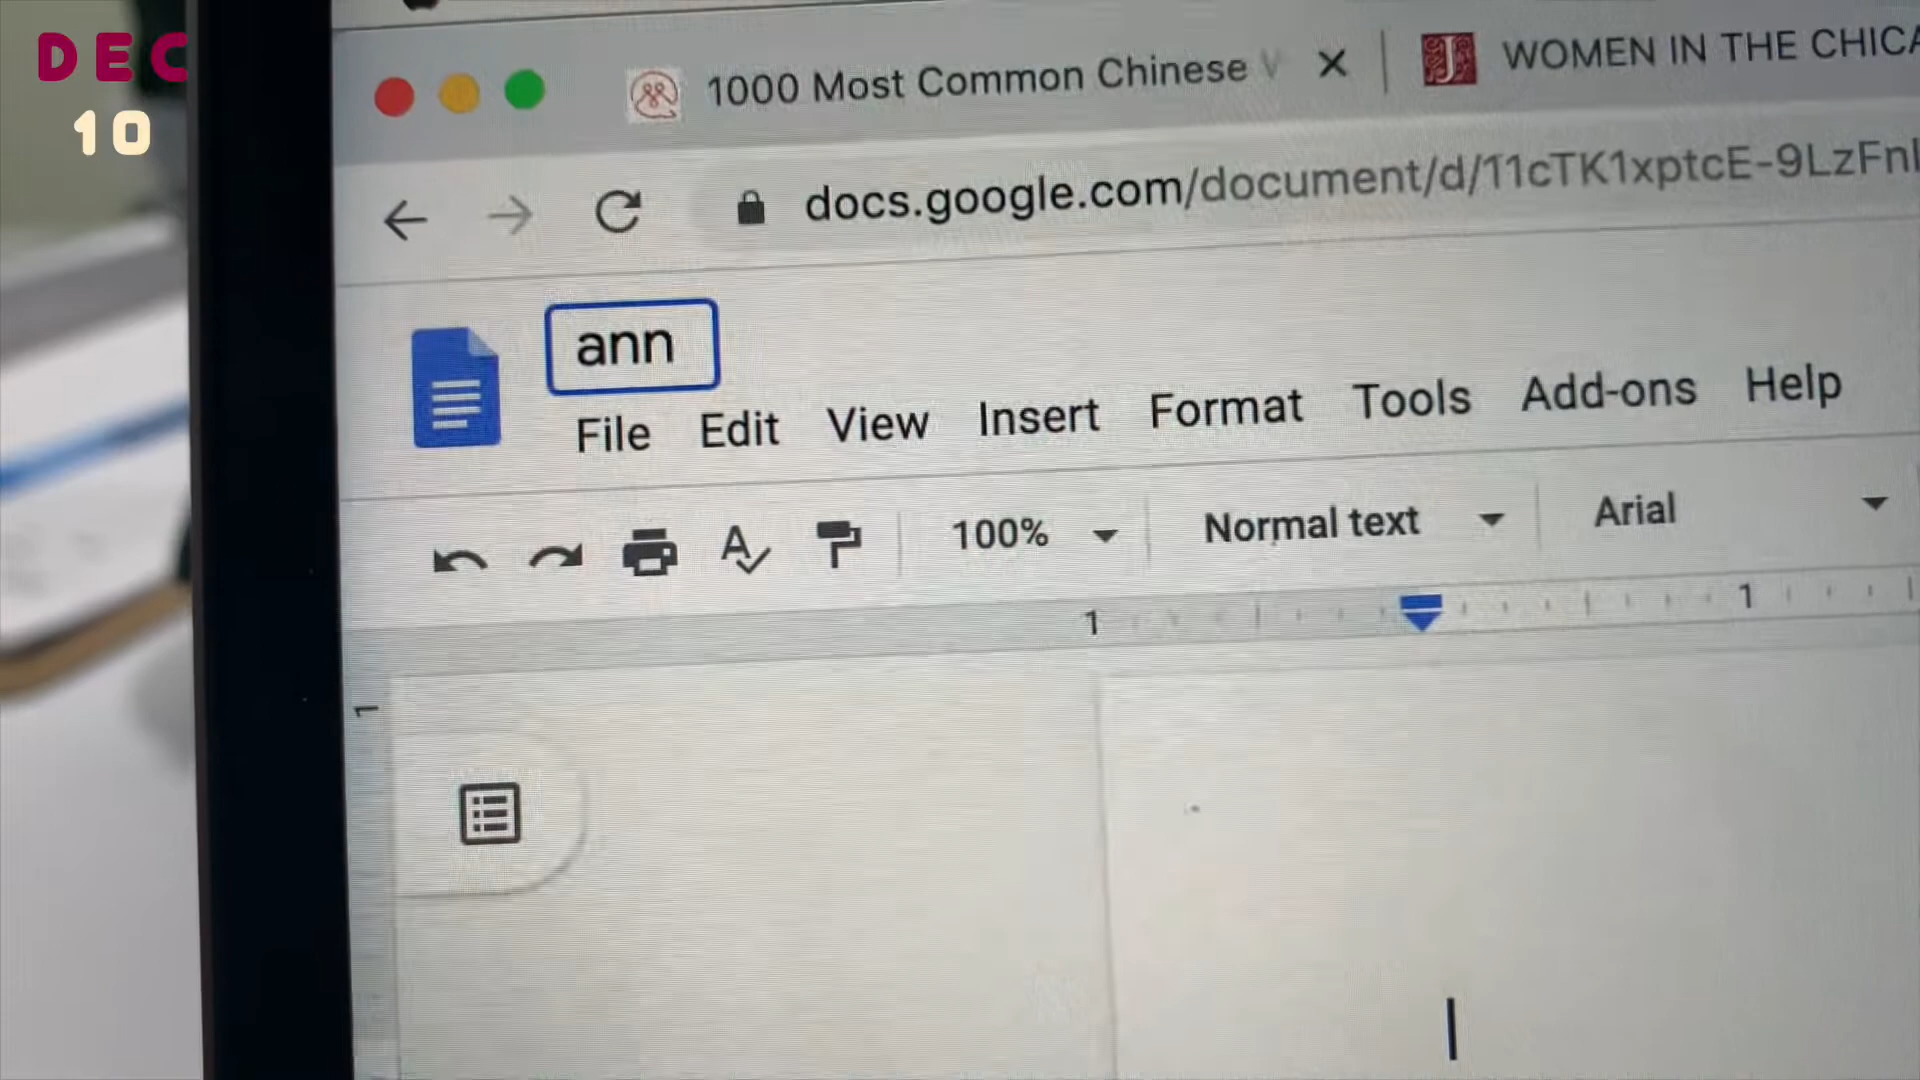 DEC
10
1000 Most Common Chinese
WOMEN IN THE CHICA
docs.google.com/document/d/11cTK1xptcE-9LzFnl
ann
File Edit View Insert Format Tools Add-ons Help
100% Normal text Arial
1 1
1